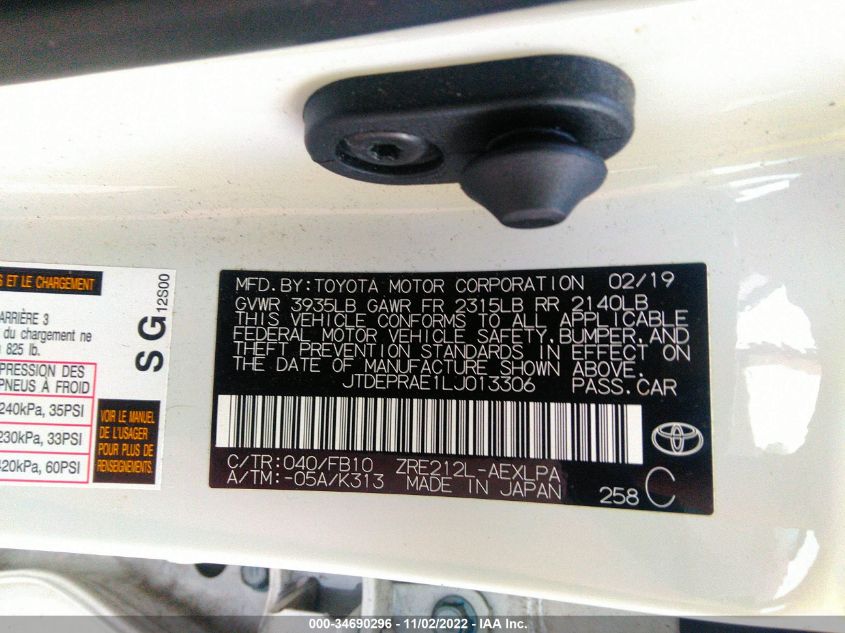 S ET LE CHARGEMENT
ARRIÈRE 3
du chargement ne
825 lb.
PRESSION DES
PNEUS À FROID
240kPa, 35PSI
230kPa, 33PSI
420kPa, 60PSI
VOIR LE MANUEL
DE L'USAGER
POUR PLUS DE
RENSEIGNEMENTS.
SG
12S00
MFD.BY:TOYOTA MOTOR CORPORATION 02/19
GVWR 3935LB GAWR FR 2315LB RR 2140LB
THIS VEHICLE CONFORMS TO ALL APPLICABLE
FEDERAL MOTOR VEHICLE SAFETY,BUMPER,AND
THEFT PREVENTION STANDARDS IN EFFECT ON
THE DATE OF MANUFACTURE SHOWN ABOVE.
JTDEPRAE1LJ013306 PASS.CAR
C/TR:040/FB10 ZRE212L-AEXLPA
A/TM:-05A/K313 MADE IN JAPAN
258 C
000-34690296 - 11/02/2022 - IAA Inc.